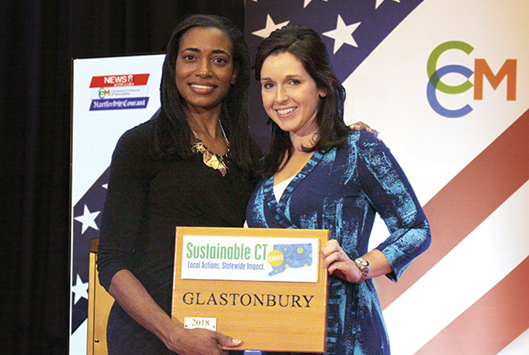 NEWS 8
CCM
Hartford Courant
CCM
Sustainable CT
Local Actions. Statewide Impact.
GLASTONBURY
2018